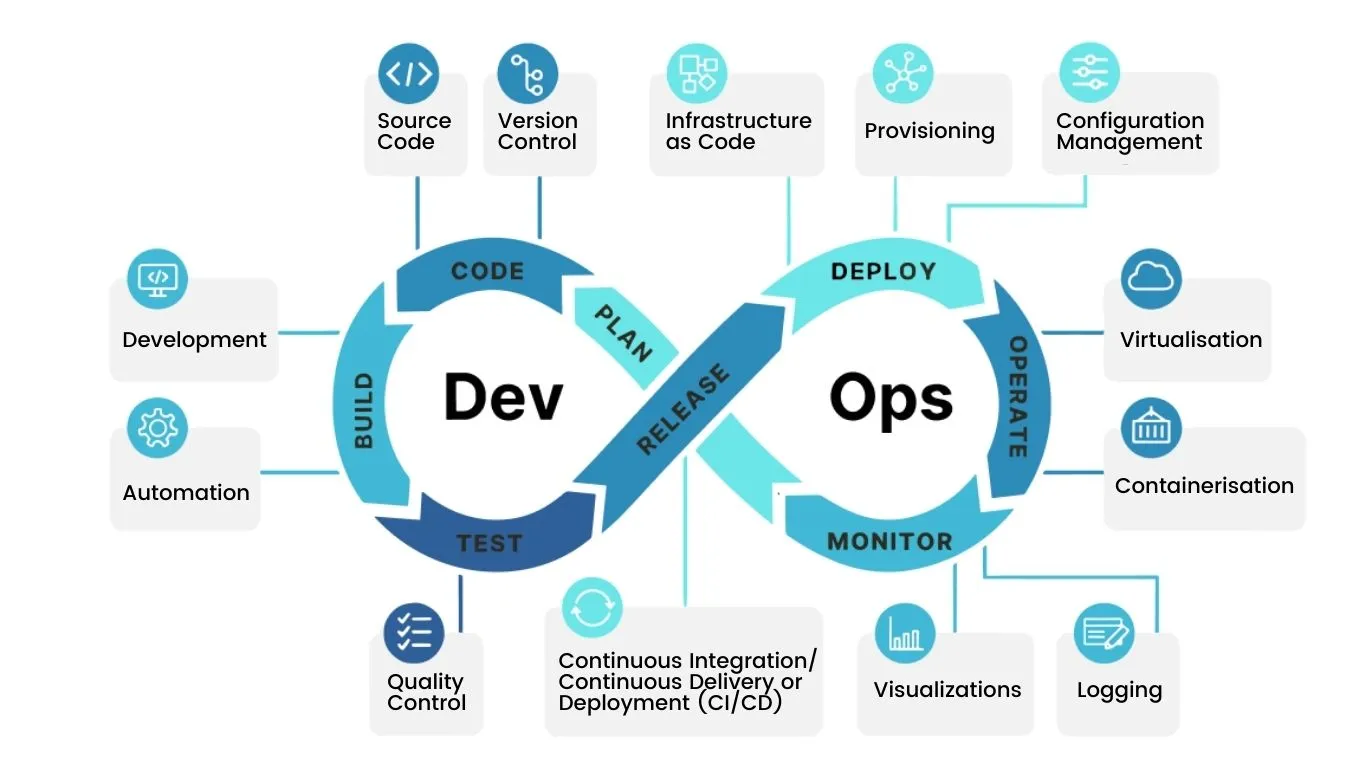 Source
Code
Version
Control
Infrastructure
as Code
Provisioning
Configuration
Management
CODE
DEPLOY
PLAN
Development
Virtualisation
OPERATE
BUILD
Dev
RELEASE
Ops
Automation
Containerisation
TEST
MONITOR
Quality
Control
Continuous Integration/
Continuous Delivery or
Deployment (CI/CD)
Visualizations
Logging